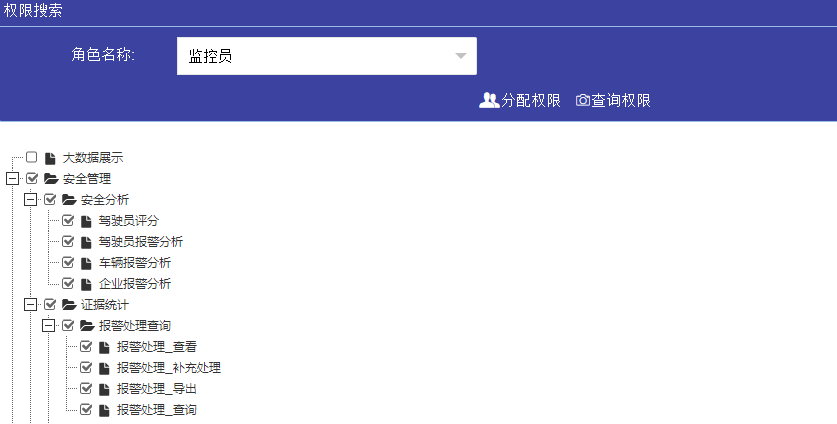 权限搜索
角色名称:
监控员
分配权限 查询权限
大数据展示
安全管理
安全分析
驾驶员评分
驾驶员报警分析
车辆报警分析
企业报警分析
证据统计
报警处理查询
报警处理_查看
报警处理_补充处理
报警处理_导出
报警处理_查询